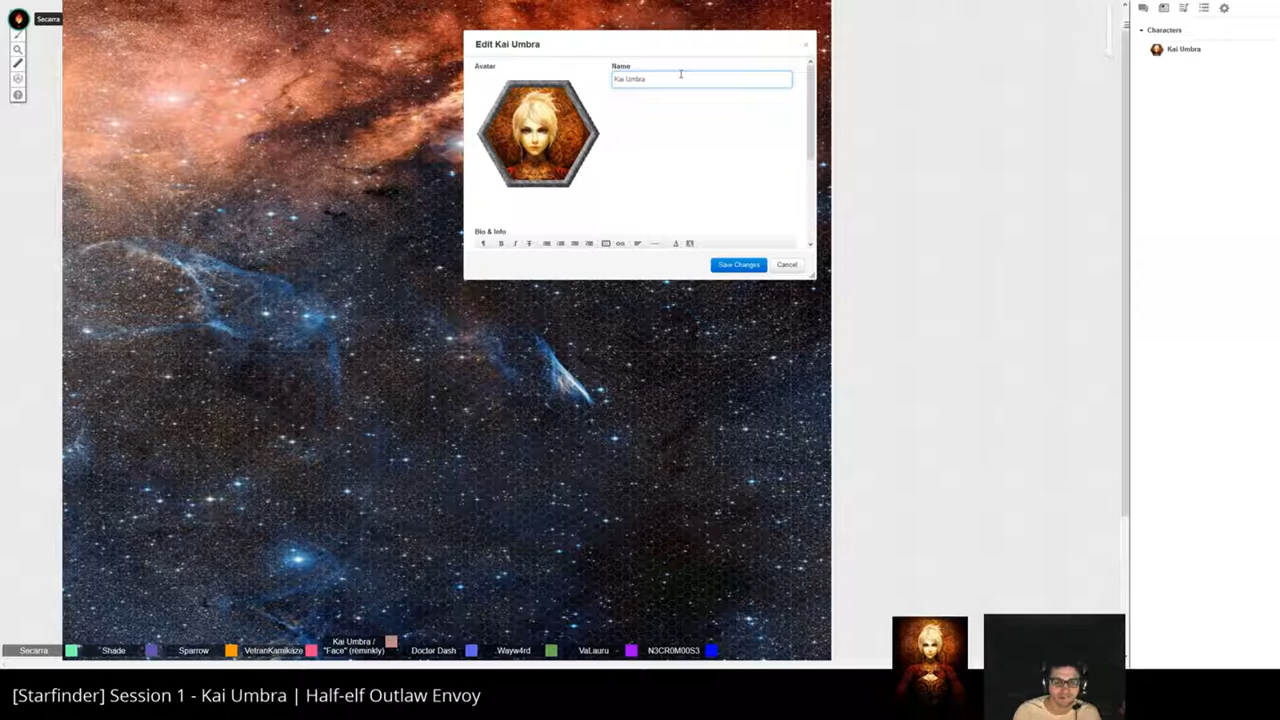 Secarra
Edit Kai Umbra
Avatar
Name
Kai Umbra
Bio & Info
Save Changes
Cancel
Characters
Kai Umbra
Secarra
Shade
Sparrow
VetranKamikaze
Kai Umbra /
"Face" (reminkly)
Doctor Dash
Wayw4rd
VaLauru
N3CR0M00S3
[Starfinder] Session 1 - Kai Umbra | Half-elf Outlaw Envoy